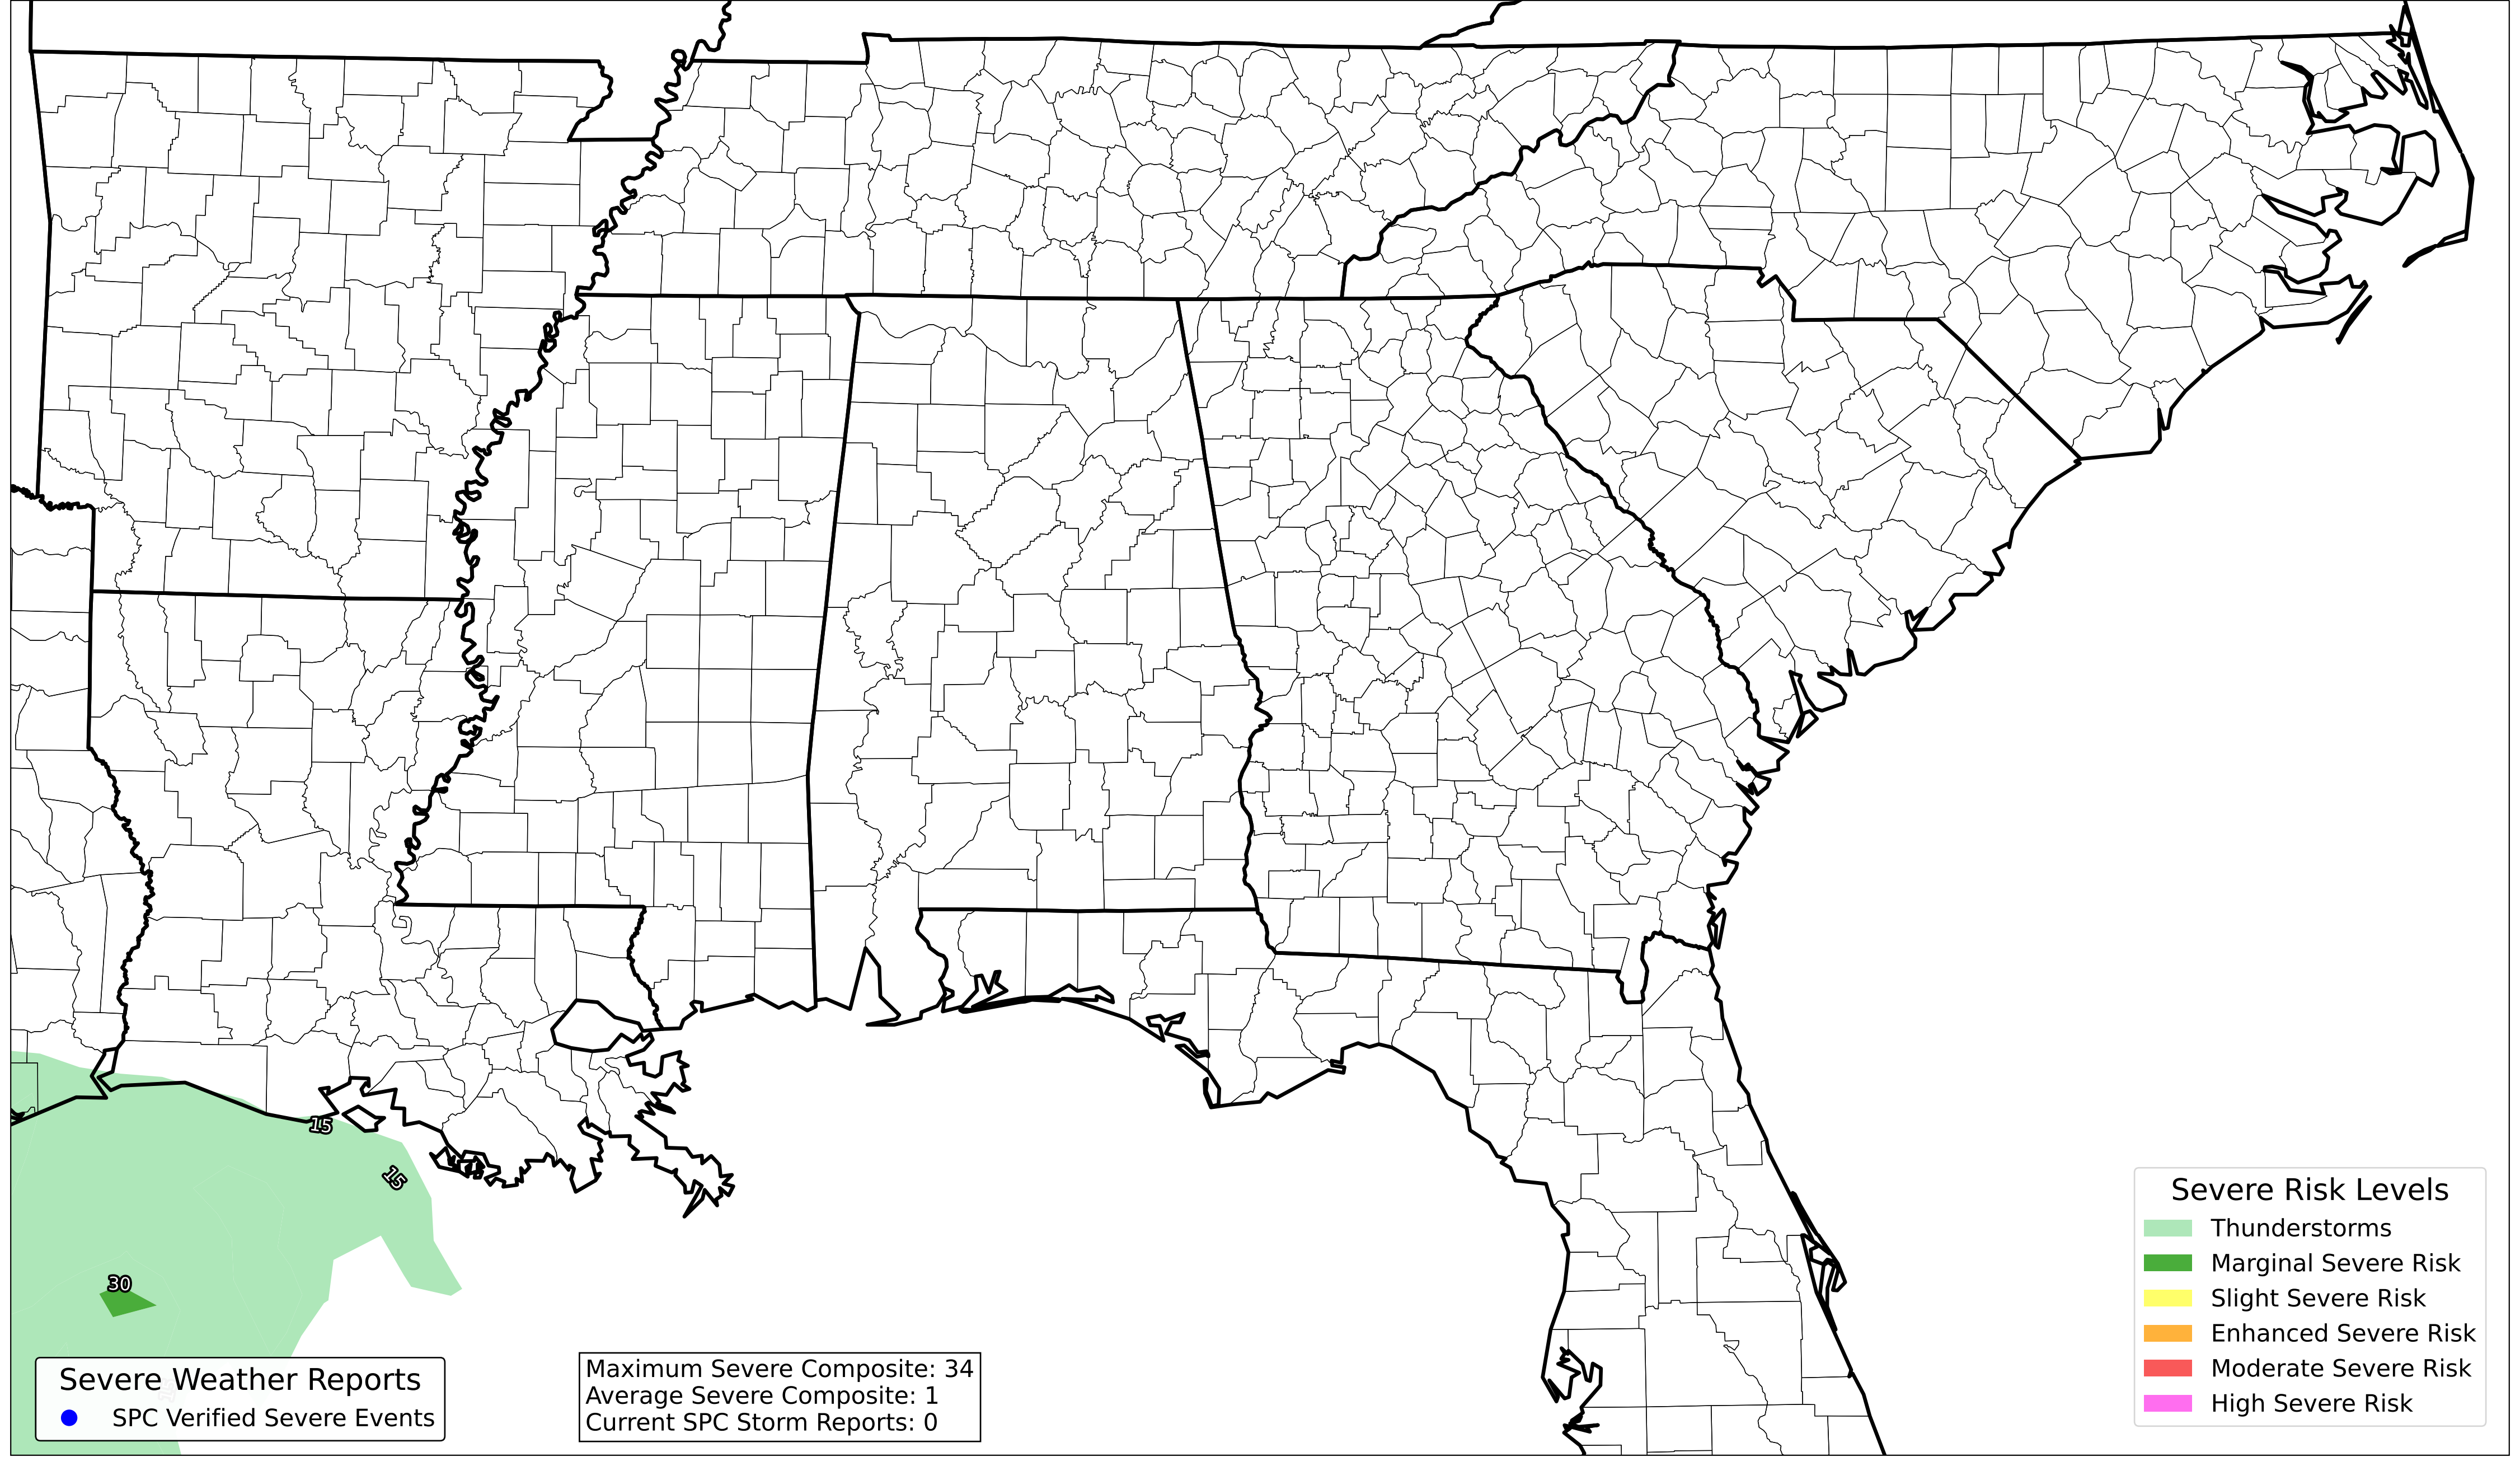 15
15
30
Severe Weather Reports
SPC Verified Severe Events
Maximum Severe Composite: 34
Average Severe Composite: 1
Current SPC Storm Reports: 0
Severe Risk Levels
Thunderstorms
Marginal Severe Risk
Slight Severe Risk
Enhanced Severe Risk
Moderate Severe Risk
High Severe Risk